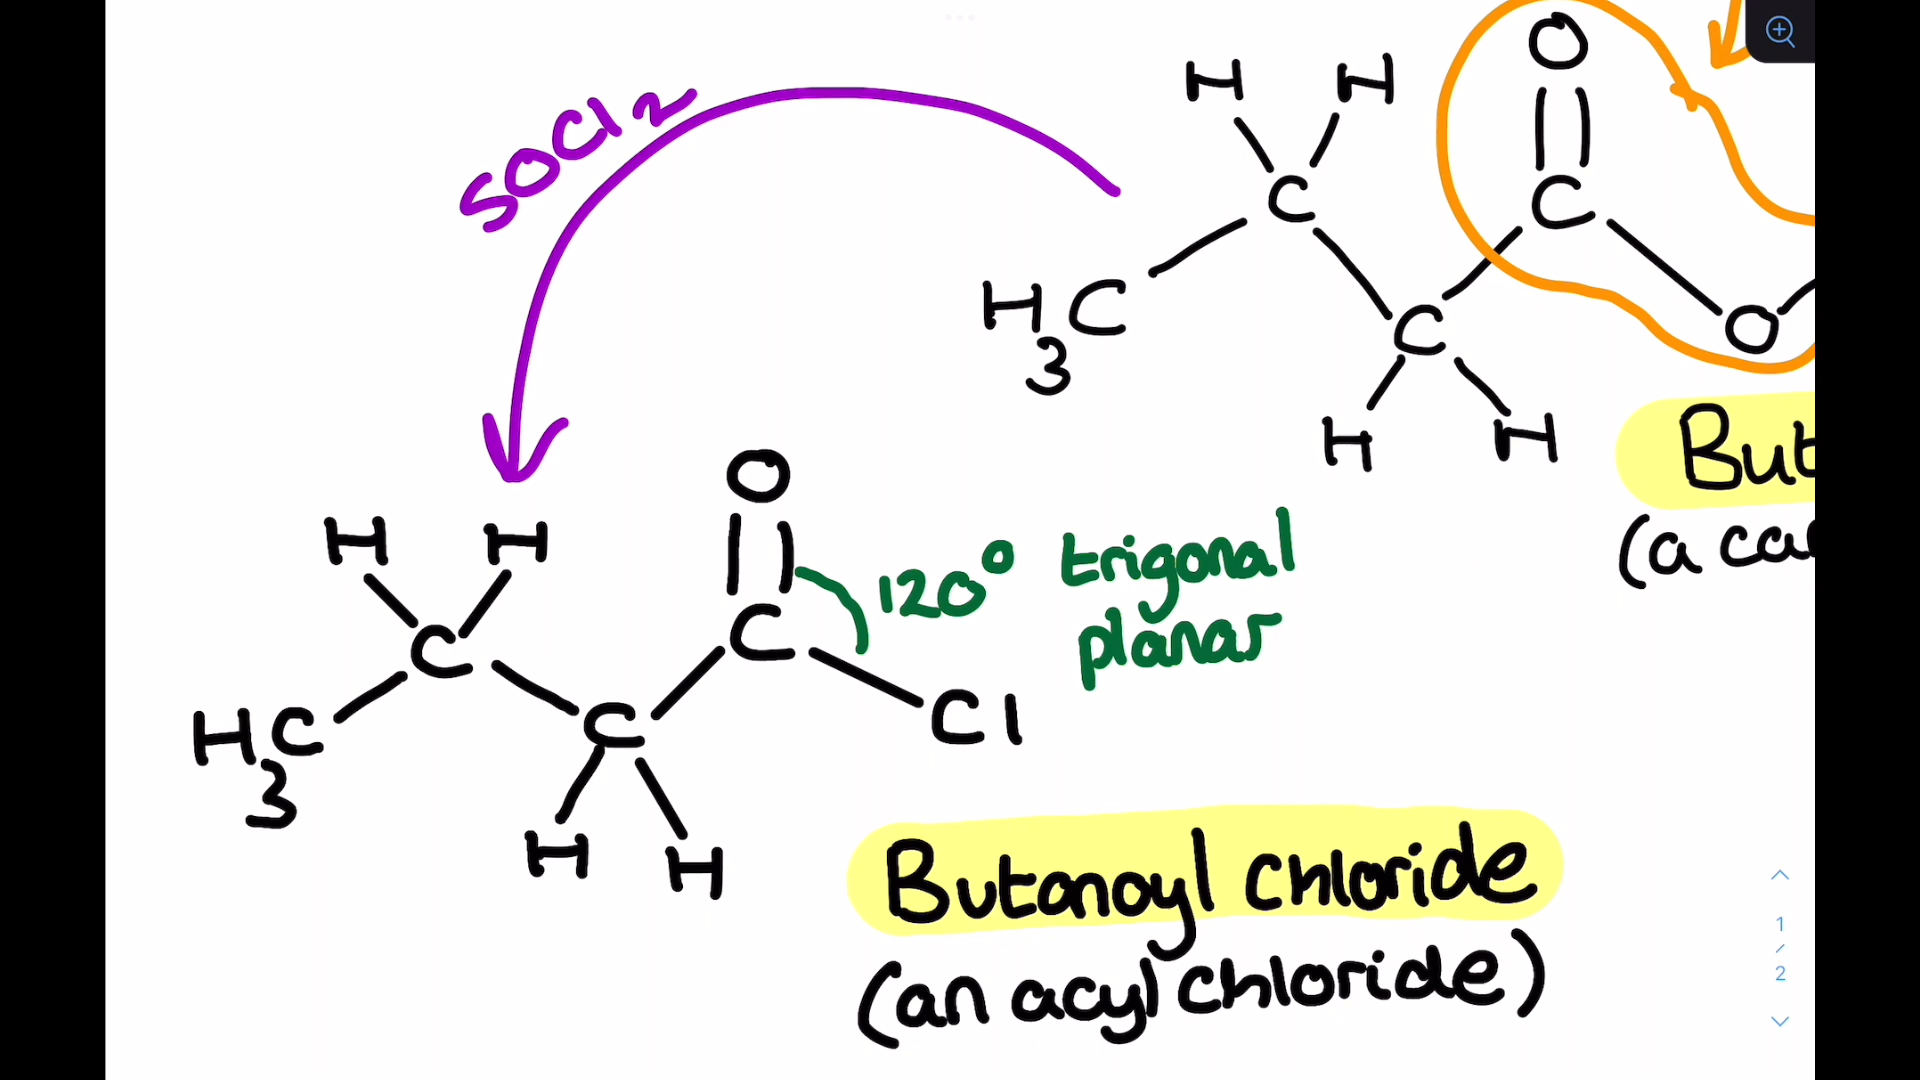 SOCl2
H H O
C C
H3C
C O
H H
But
(a ca
H H O
120° trigonal
planar
C C
H3C C Cl
H H
Butanoyl chloride
(an acyl chloride)
1
/
2